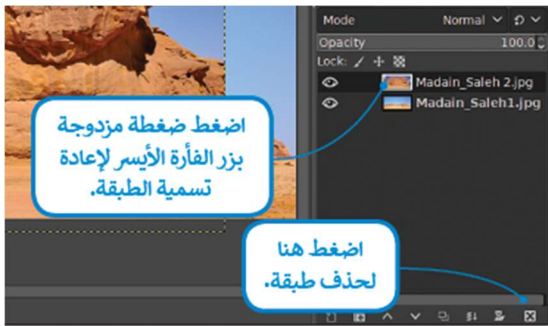 Mode Normal
Opacity 100.0
Lock:
Madain_Saleh 2.jpg
Madain_Saleh1.jpg
اضغط ضغطة مزدوجة
بزر الفأرة الأيسر لإعادة
تسمية الطبقة.
اضغط هنا
لحذف طبقة.